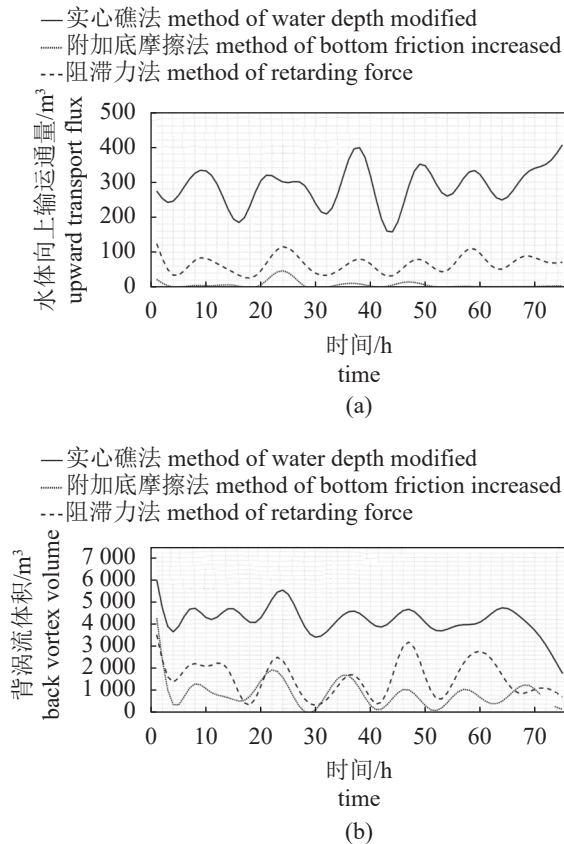 实心礁法 method of water depth modified
附加底摩擦法 method of bottom friction increased
阻滞力法 method of retarding force
水体向上输运通量/m³
upward transport flux
500
400
300
200
100
0
0 10 20 30 40 50 60 70
时间/h
time
(a)
实心礁法 method of water depth modified
附加底摩擦法 method of bottom friction increased
阻滞力法 method of retarding force
背涡流体积/m³
back vortex volume
7 000
6 000
5 000
4 000
3 000
2 000
1 000
0
0 10 20 30 40 50 60 70
时间/h
time
(b)